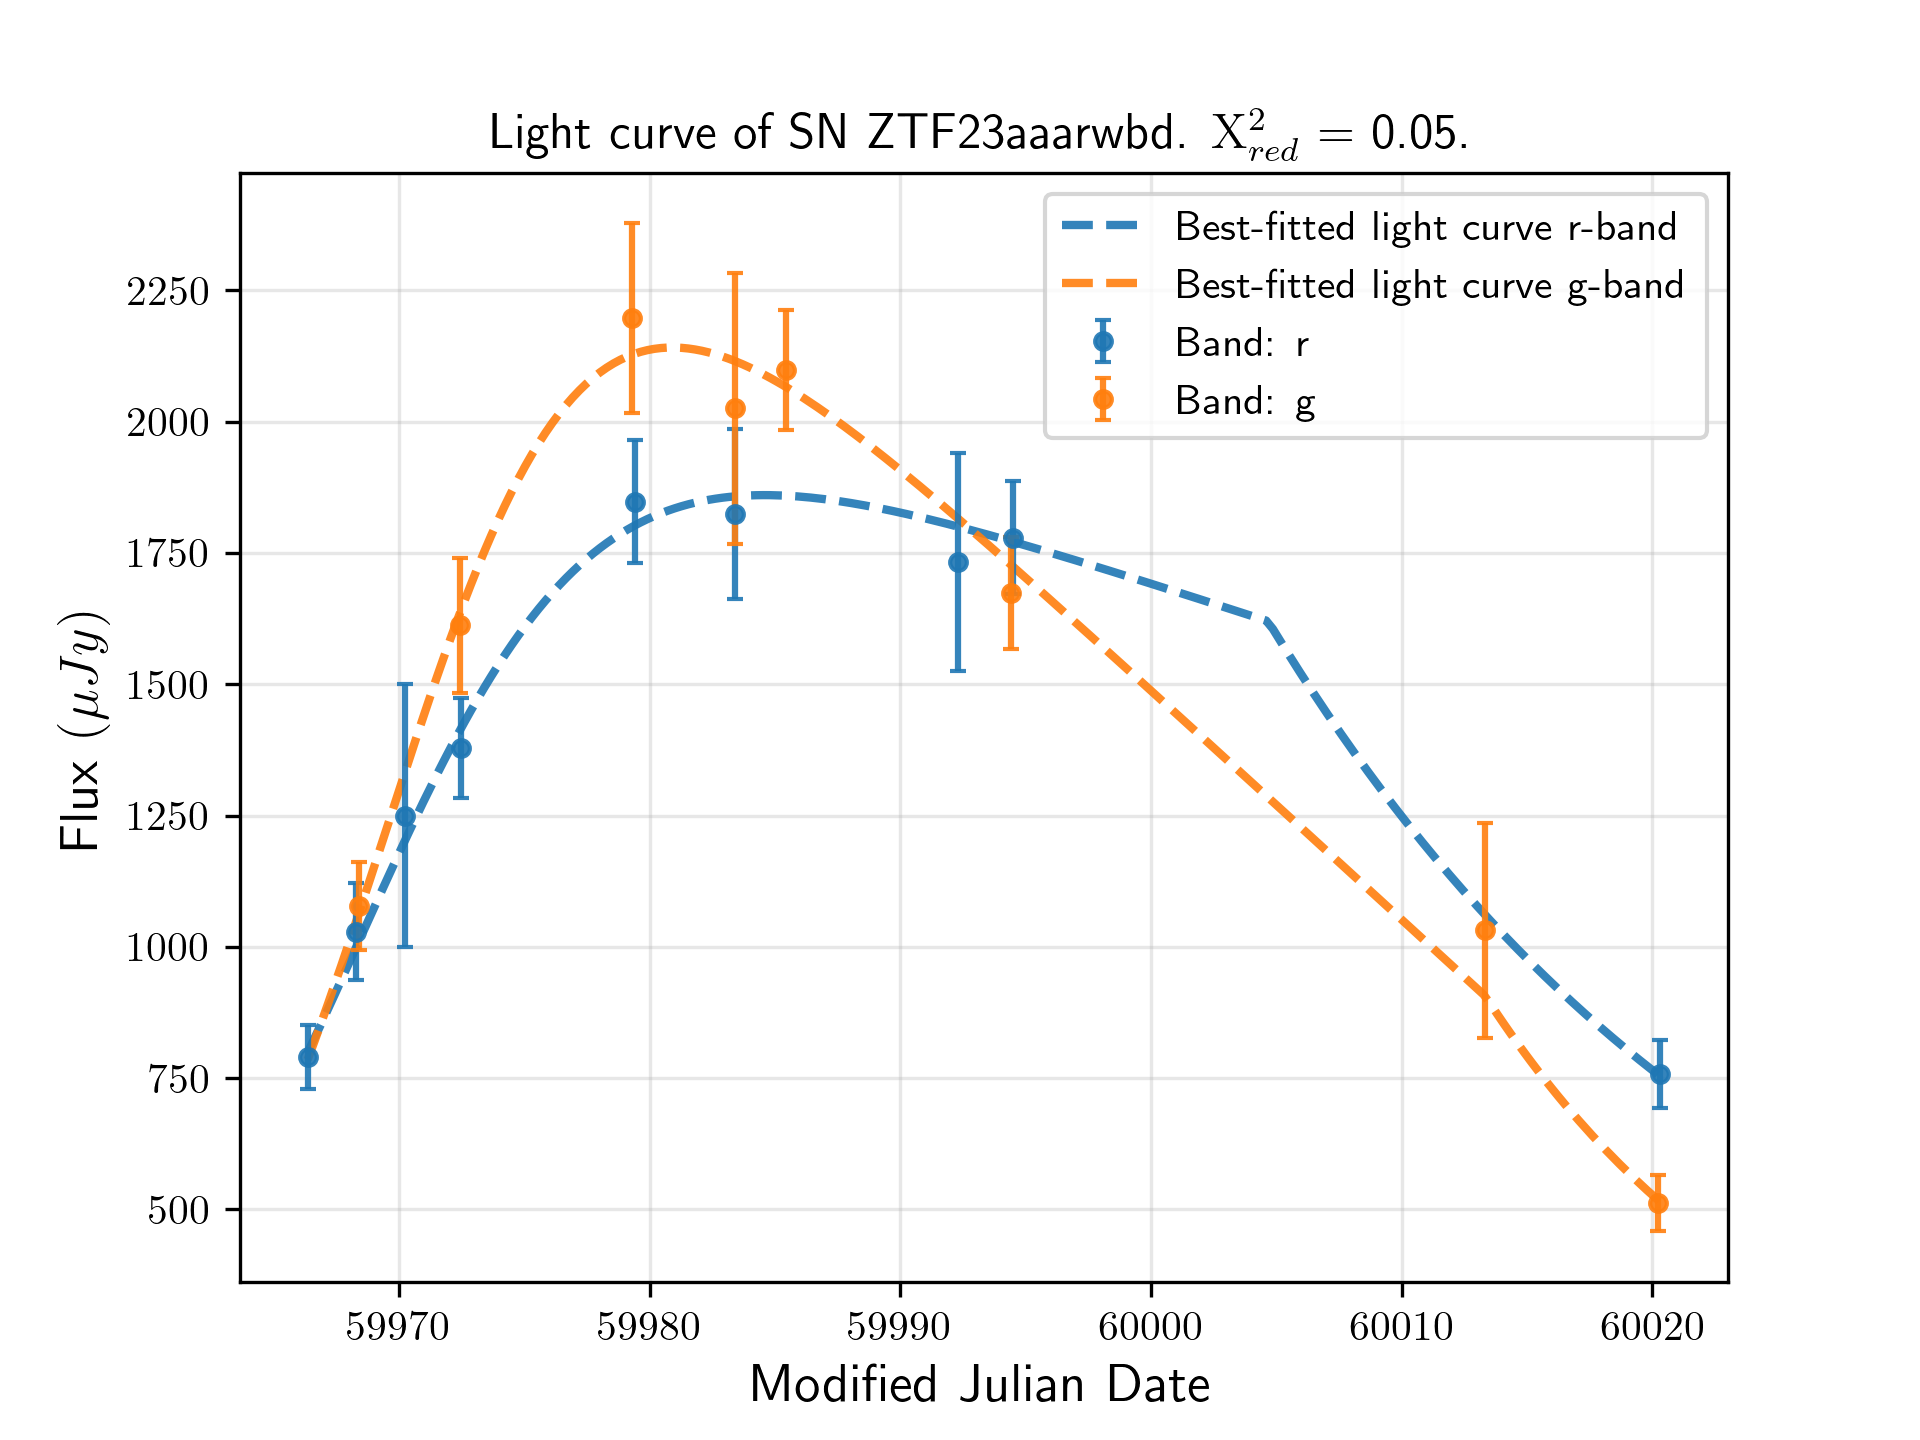 Light curve of SN ZTF23aaarwbd. X²red = 0.05.
Best-fitted light curve r-band
Best-fitted light curve g-band
Band: r
Band: g
Flux (μJy)
2250
2000
1750
1500
1250
1000
750
500
59970 59980 59990 60000 60010 60020
Modified Julian Date